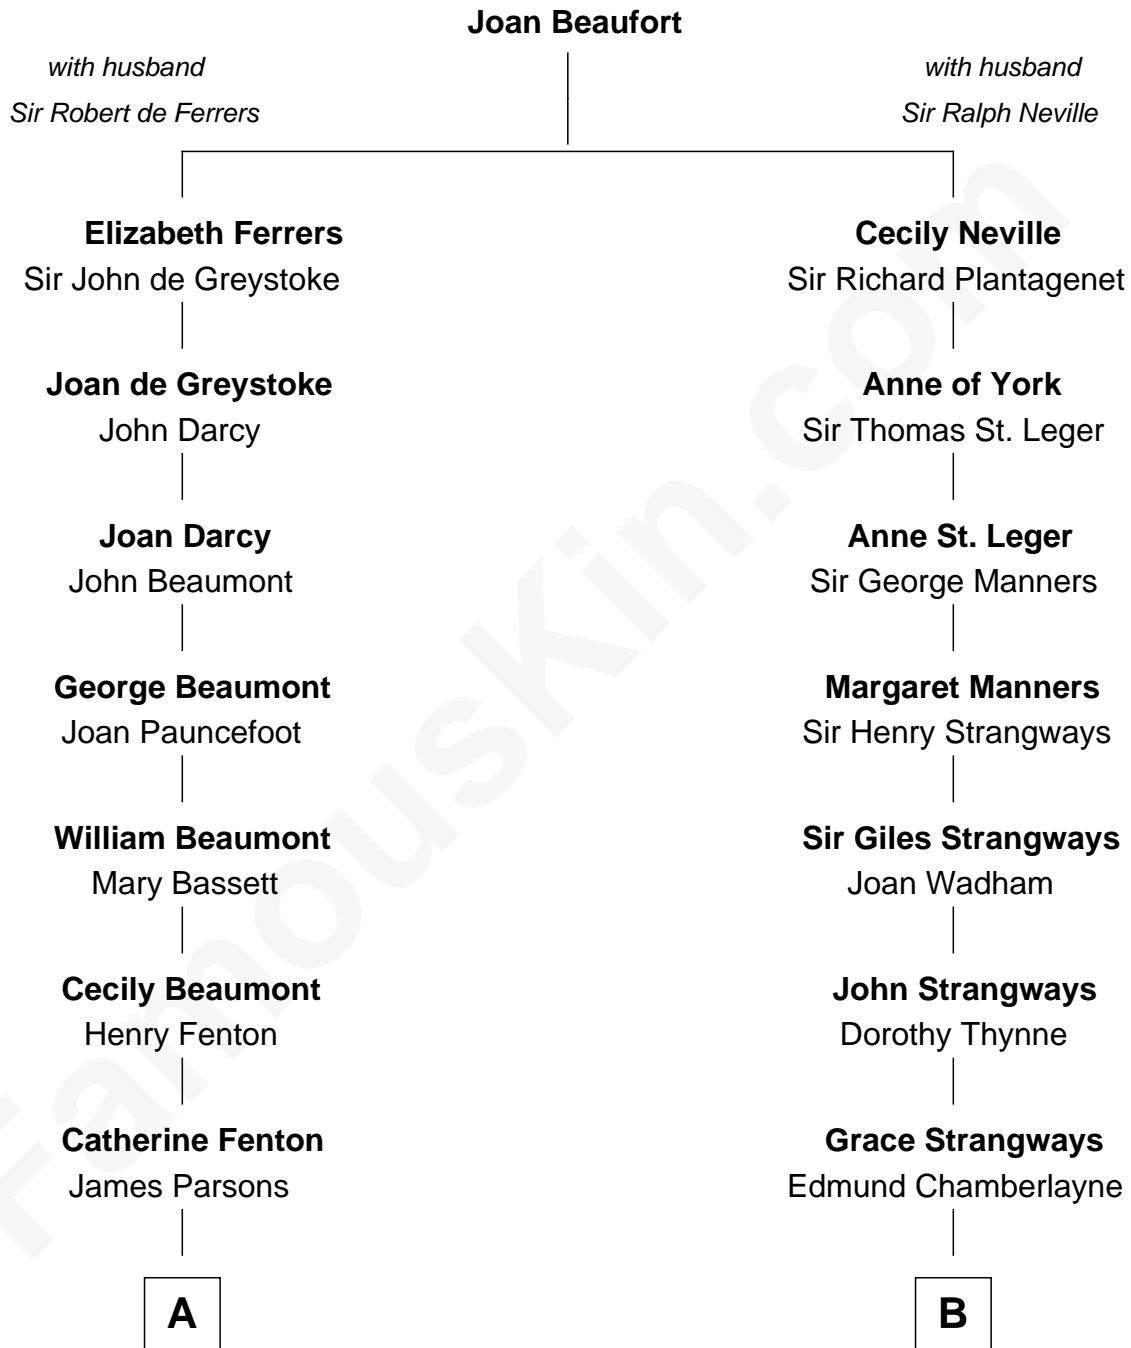 Joan Beaufort
with husband
Sir Robert de Ferrers
with husband
Sir Ralph Neville
Elizabeth Ferrers
Sir John de Greystoke
Cecily Neville
Sir Richard Plantagenet
Joan de Greystoke
John Darcy
Anne of York
Sir Thomas St. Leger
Joan Darcy
John Beaumont
Anne St. Leger
Sir George Manners
George Beaumont
Joan Pauncefoot
Margaret Manners
Sir Henry Strangways
William Beaumont
Mary Bassett
Sir Giles Strangways
Joan Wadham
Cecily Beaumont
Henry Fenton
John Strangways
Dorothy Thynne
Catherine Fenton
James Parsons
Grace Strangways
Edmund Chamberlayne
A
B
FamousKin.com